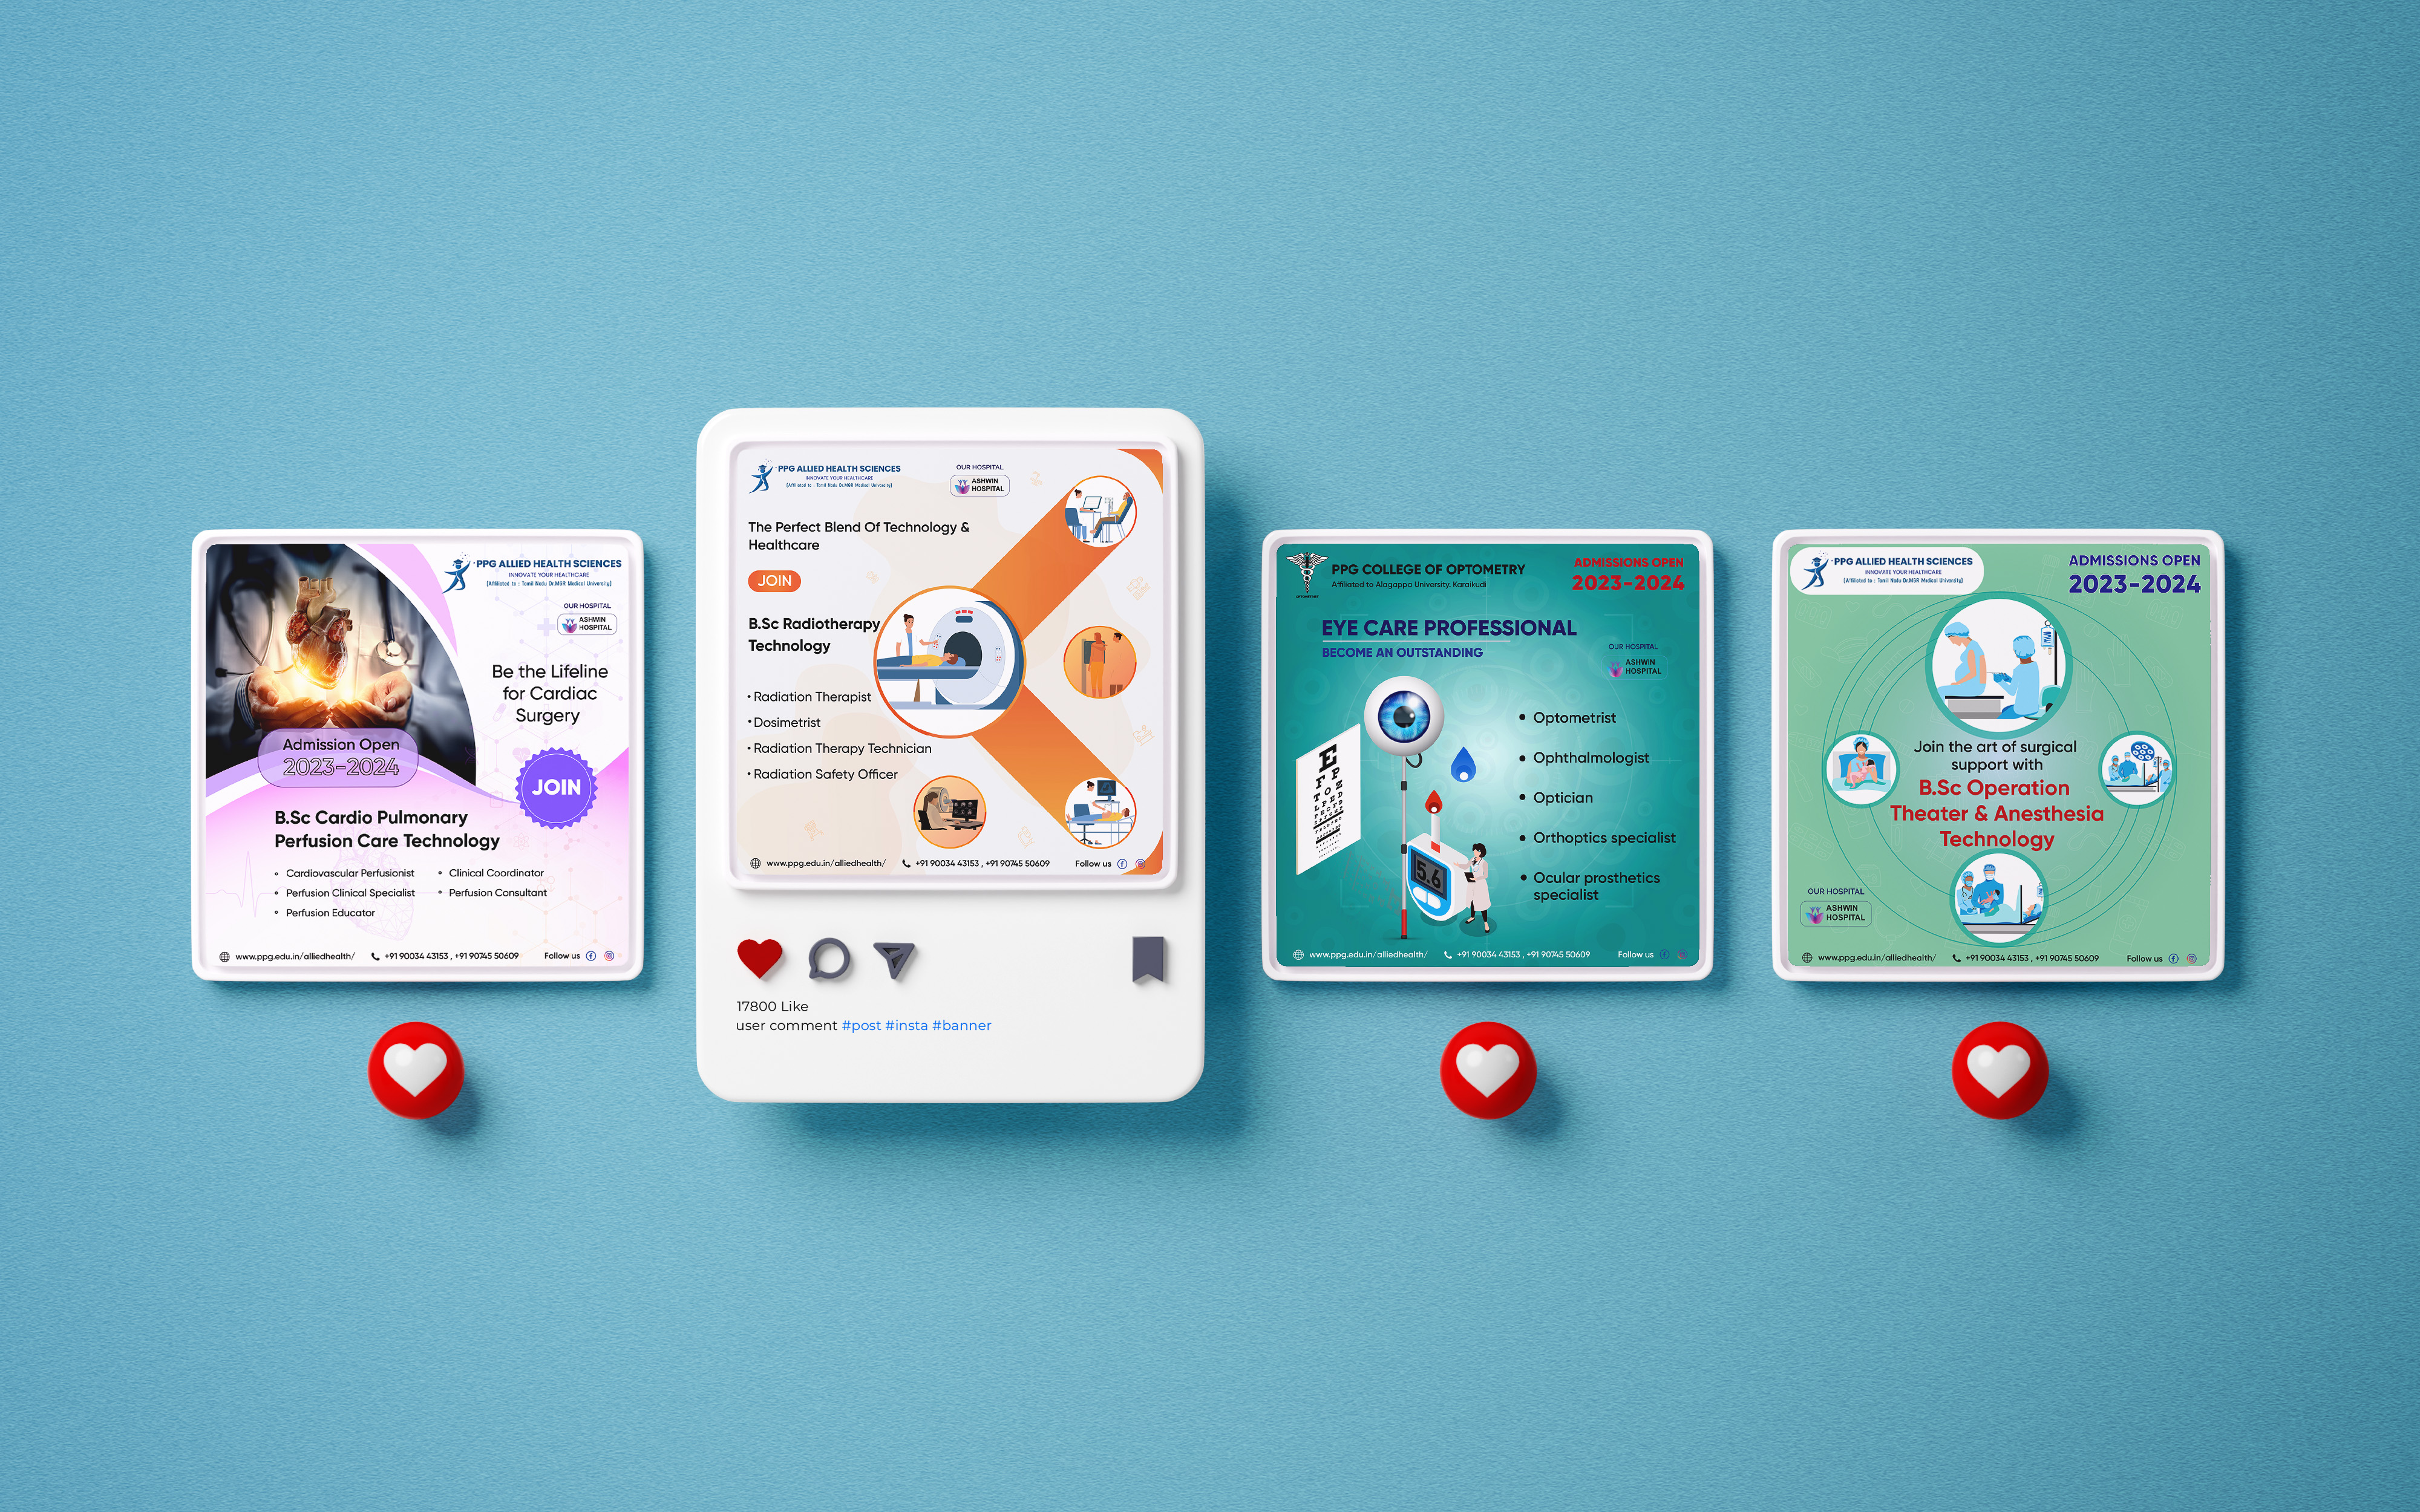 PPG ALLIED HEALTH SCIENCES
INNOVATE YOUR HEALTHCARE
(Affiliated to : Tamil Nadu Dr.MGR Medical University)
OUR HOSPITAL
ASHWIN
HOSPITAL
Be the Lifeline
for Cardiac
Surgery
Admission Open
2023-2024
JOIN
B.Sc Cardio Pulmonary
Perfusion Care Technology
Cardiovascular Perfusionist
Perfusion Clinical Specialist
Perfusion Educator
Clinical Coordinator
Perfusion Consultant
www.ppg.edu.in/alliedhealth/ +91 90034 43153 , +91 90745 50609 Follow us
PPG ALLIED HEALTH SCIENCES
INNOVATE YOUR HEALTHCARE
(Affiliated to : Tamil Nadu Dr.MGR Medical University)
OUR HOSPITAL
ASHWIN
HOSPITAL
The Perfect Blend Of Technology &
Healthcare
JOIN
B.Sc Radiotherapy
Technology
• Radiation Therapist
• Dosimetrist
• Radiation Therapy Technician
• Radiation Safety Officer
www.ppg.edu.in/alliedhealth/ +91 90034 43153 , +91 90745 50609 Follow us
17800 Like
user comment #post #insta #banner
PPG COLLEGE OF OPTOMETRY
Affiliated to Alagappa University. Karaikudi
ADMISSIONS OPEN
2023-2024
EYE CARE PROFESSIONAL
BECOME AN OUTSTANDING
OUR HOSPITAL
ASHWIN
HOSPITAL
E
F P
T O Z
L P E D
5.6
• Optometrist
• Ophthalmologist
• Optician
• Orthoptics specialist
• Ocular prosthetics
specialist
www.ppg.edu.in/alliedhealth/ +91 90034 43153 , +91 90745 50609 Follow us
PPG ALLIED HEALTH SCIENCES
INNOVATE YOUR HEALTHCARE
(Affiliated to : Tamil Nadu Dr.MGR Medical University)
ADMISSIONS OPEN
2023-2024
Join the art of surgical
support with
B.Sc Operation
Theater & Anesthesia
Technology
OUR HOSPITAL
ASHWIN
HOSPITAL
www.ppg.edu.in/alliedhealth/ +91 90034 43153 , +91 90745 50609 Follow us